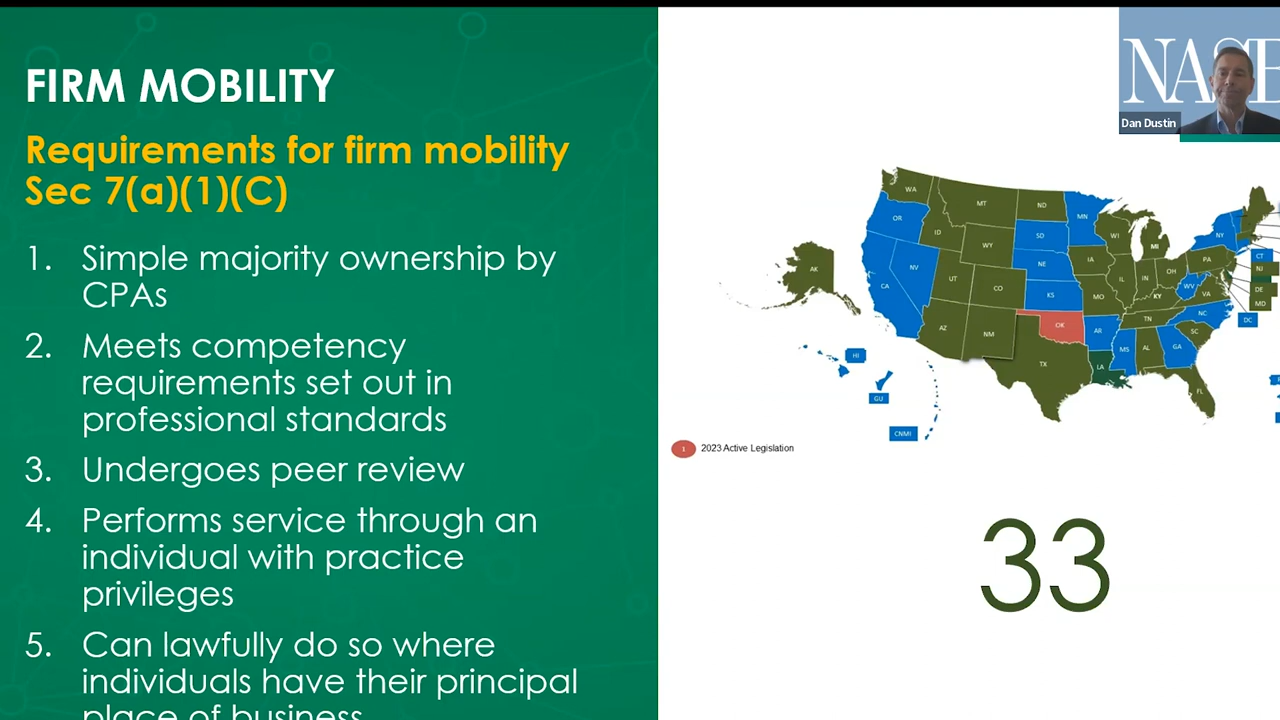 FIRM MOBILITY
Requirements for firm mobility
Sec 7(a)(1)(C)
1. Simple majority ownership by
CPAs
2. Meets competency
requirements set out in
professional standards
3. Undergoes peer review
4. Performs service through an
individual with practice
privileges
5. Can lawfully do so where
individuals have their principal
place of business
Dan Dustin
WA
MT
ND
MN
OR
ID
WY
SD
WI
MI
NY
NV
UT
CO
NE
IA
IL
IN
OH
PA
CT
NJ
DE
MD
DC
CA
KS
MO
KY
WV
VA
AK
AZ
NM
OK
AR
TN
NC
SC
TX
LA
MS
AL
GA
FL
HI
GU
CNMI
1 2023 Active Legislation
33